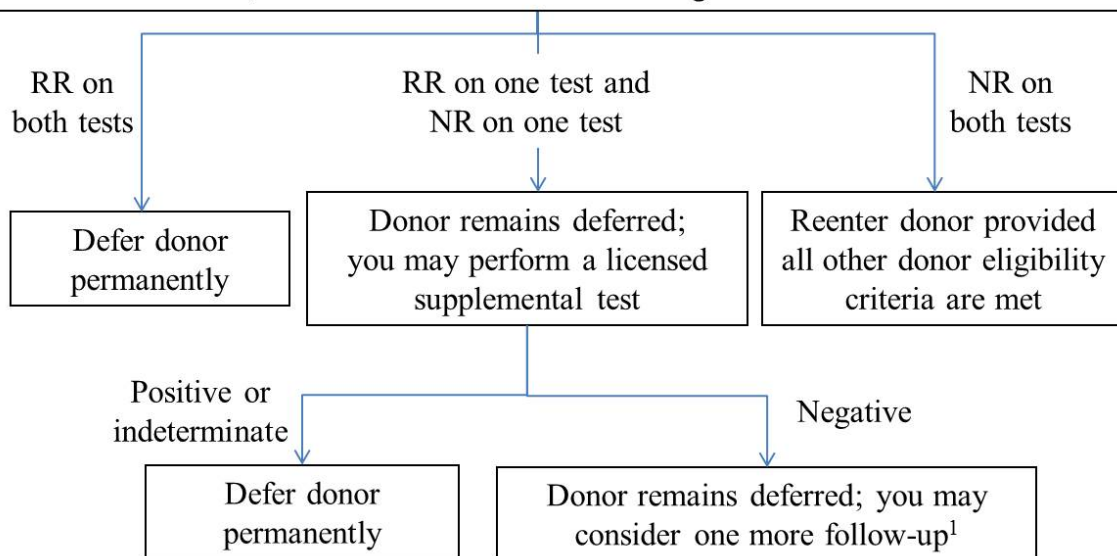 RR on
both tests
RR on one test and
NR on one test
NR on
both tests
Defer donor
permanently
Donor remains deferred;
you may perform a licensed
supplemental test
Reenter donor provided
all other donor eligibility
criteria are met
Positive or
indeterminate
Negative
Defer donor
permanently
Donor remains deferred; you may
consider one more follow-up¹